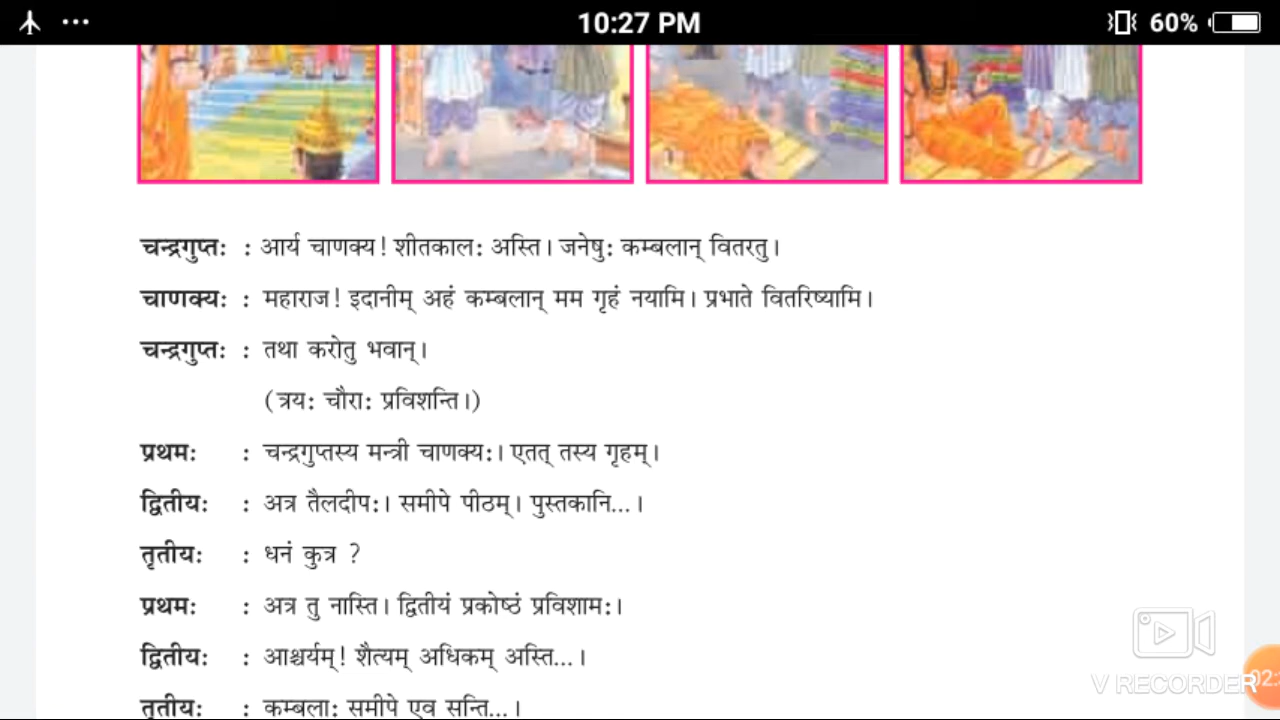 10:27 PM
60%
चन्द्रगुप्तः : आर्य चाणक्य! शीतकालः अस्ति। जनेषुः कम्बलान् वितरतु।
चाणक्यः : महाराज! इदानीम् अहं कम्बलान् मम गृहं नयामि। प्रभाते वितरिष्यामि।
चन्द्रगुप्तः : तथा करोतु भवान्।
(त्रयः चौराः प्रविशन्ति।)
प्रथमः : चन्द्रगुप्तस्य मन्त्री चाणक्यः। एतत् तस्य गृहम्।
द्वितीयः : अत्र तैलदीपः। समीपे पीठम्। पुस्तकानि...।
तृतीयः : धनं कुत्र ?
प्रथमः : अत्र तु नास्ति। द्वितीयं प्रकोष्ठं प्रविशामः।
द्वितीयः : आश्चर्यम्! शैत्यम् अधिकम् अस्ति...।
तृतीयः : कम्बलाः समीपे एव सन्ति...।
V RECORDER